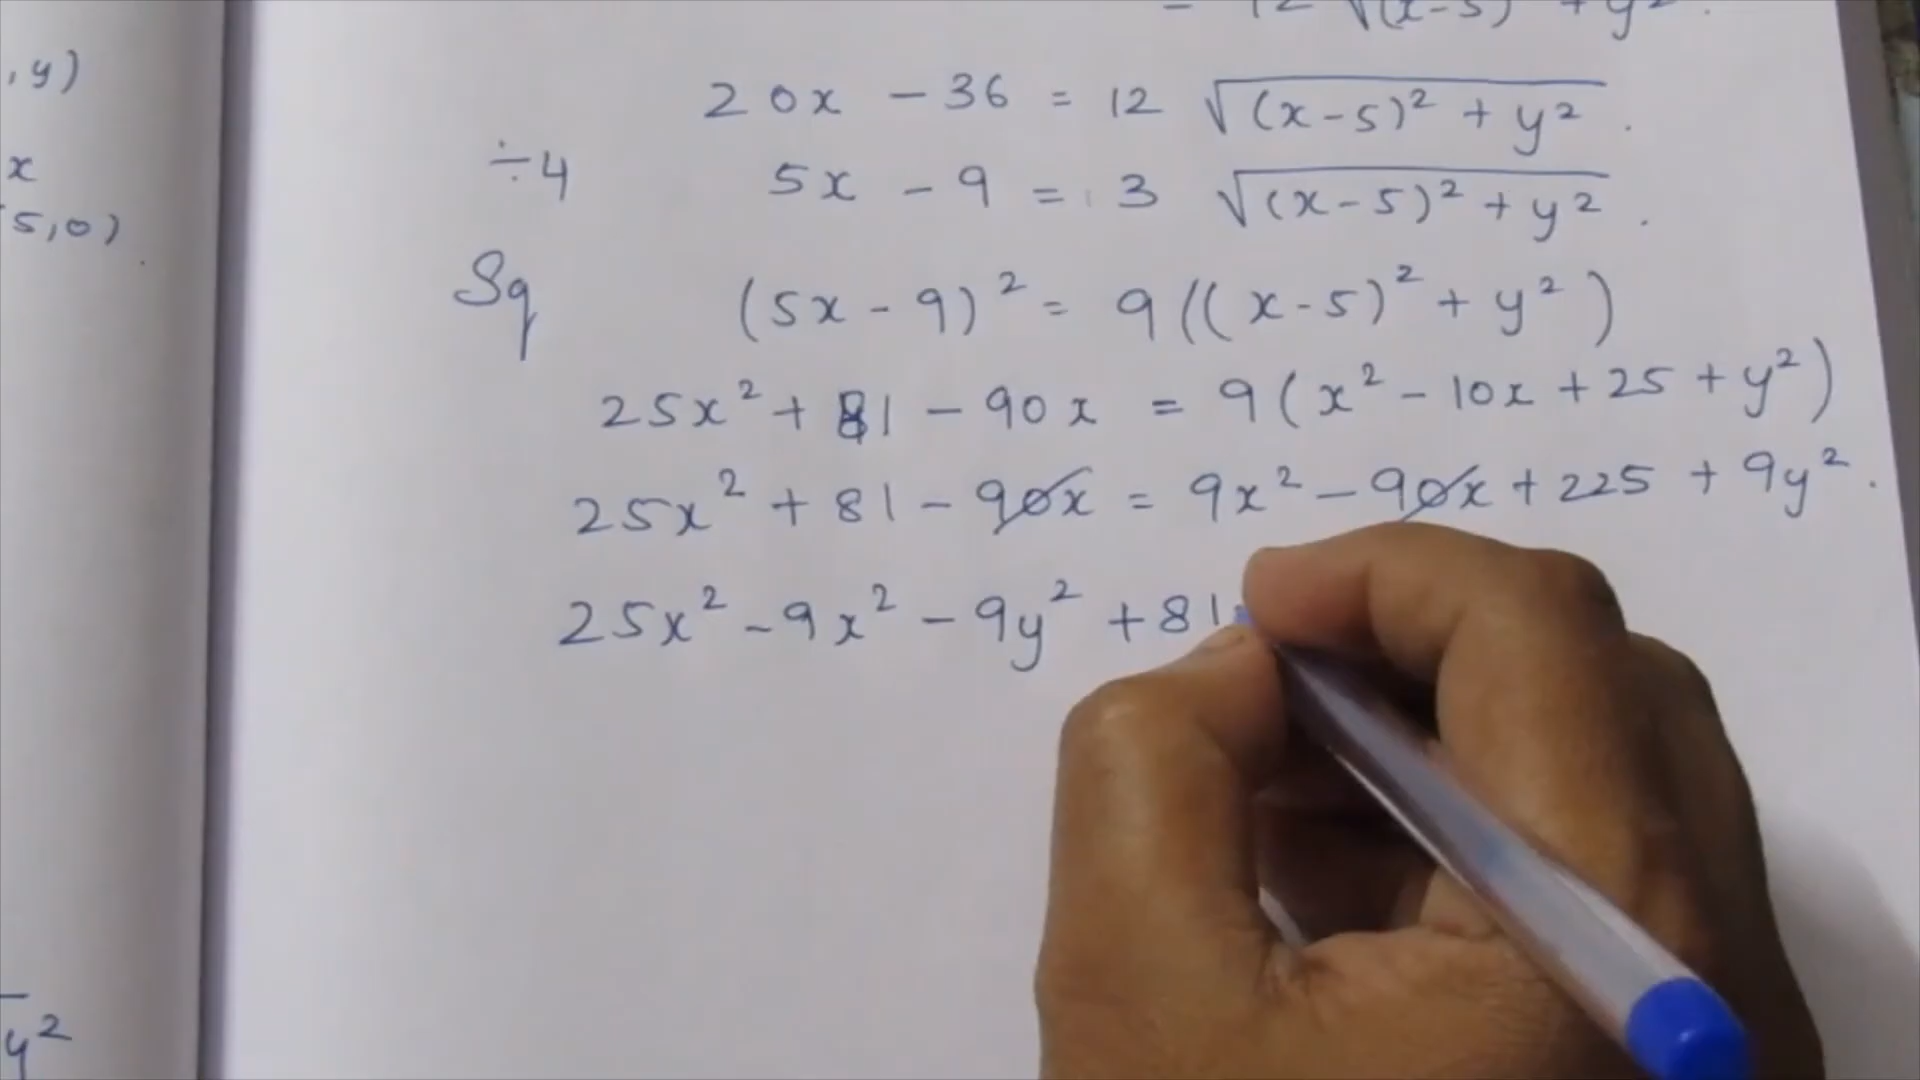 , y)
x
5,0)
y²
20x - 36 = 12 √(x-5)² + y² .
÷4 5x - 9 = 3 √(x-5)² + y² .
Sq (5x - 9)² = 9((x-5)² + y²)
25x² + 81 - 90x = 9(x² - 10x + 25 + y²)
25x² + 81 - 90x = 9x² - 90x + 225 + 9y² .
25x² - 9x² - 9y² + 81